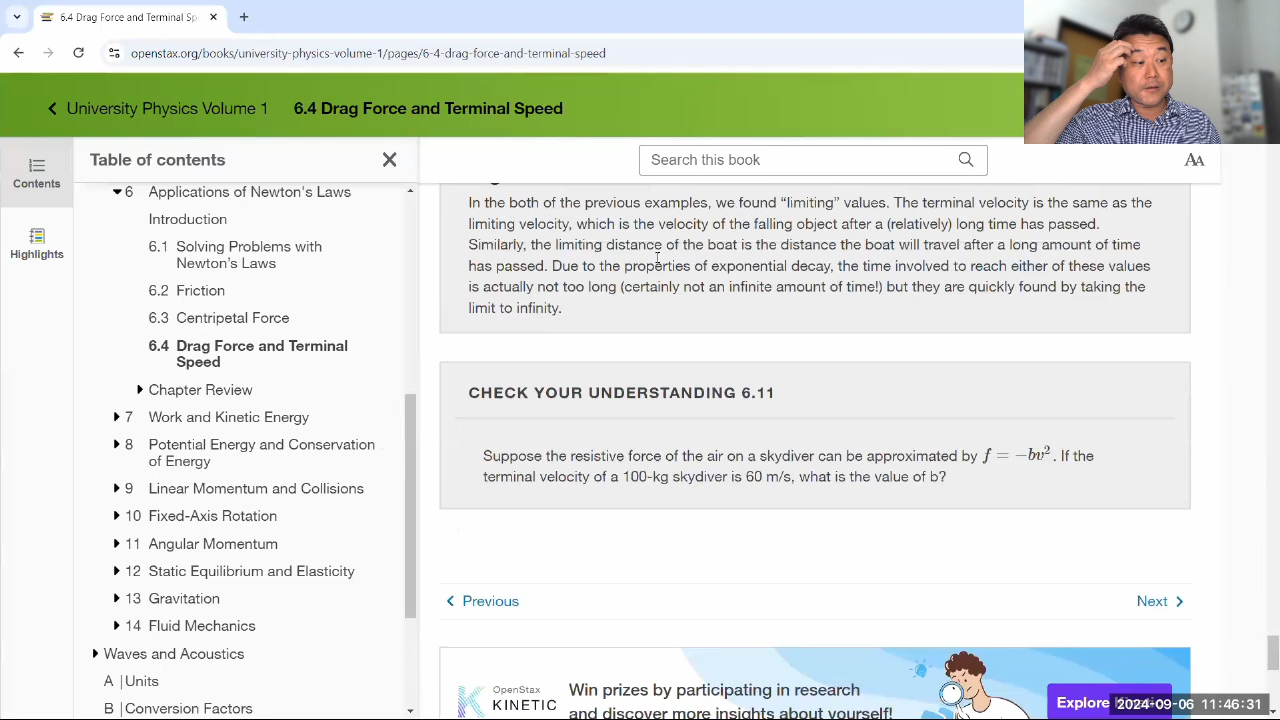 6.4 Drag Force and Terminal Sp
openstax.org/books/university-physics-volume-1/pages/6-4-drag-force-and-terminal-speed
University Physics Volume 1 6.4 Drag Force and Terminal Speed
Contents
Highlights
Table of contents
Search this book
AA
6 Applications of Newton's Laws
Introduction
6.1 Solving Problems with
Newton's Laws
6.2 Friction
6.3 Centripetal Force
6.4 Drag Force and Terminal
Speed
Chapter Review
7 Work and Kinetic Energy
8 Potential Energy and Conservation
of Energy
9 Linear Momentum and Collisions
10 Fixed-Axis Rotation
11 Angular Momentum
12 Static Equilibrium and Elasticity
13 Gravitation
14 Fluid Mechanics
Waves and Acoustics
A | Units
B | Conversion Factors
In the both of the previous examples, we found “limiting” values. The terminal velocity is the same as the
limiting velocity, which is the velocity of the falling object after a (relatively) long time has passed.
Similarly, the limiting distance of the boat is the distance the boat will travel after a long amount of time
has passed. Due to the properties of exponential decay, the time involved to reach either of these values
is actually not too long (certainly not an infinite amount of time!) but they are quickly found by taking the
limit to infinity.
CHECK YOUR UNDERSTANDING 6.11
Suppose the resistive force of the air on a skydiver can be approximated by f = −bv². If the
terminal velocity of a 100-kg skydiver is 60 m/s, what is the value of b?
Previous
Next
OpenStax
KINETIC
Win prizes by participating in research
and discover more insights about yourself!
Explore
2024-09-06 11:46:31